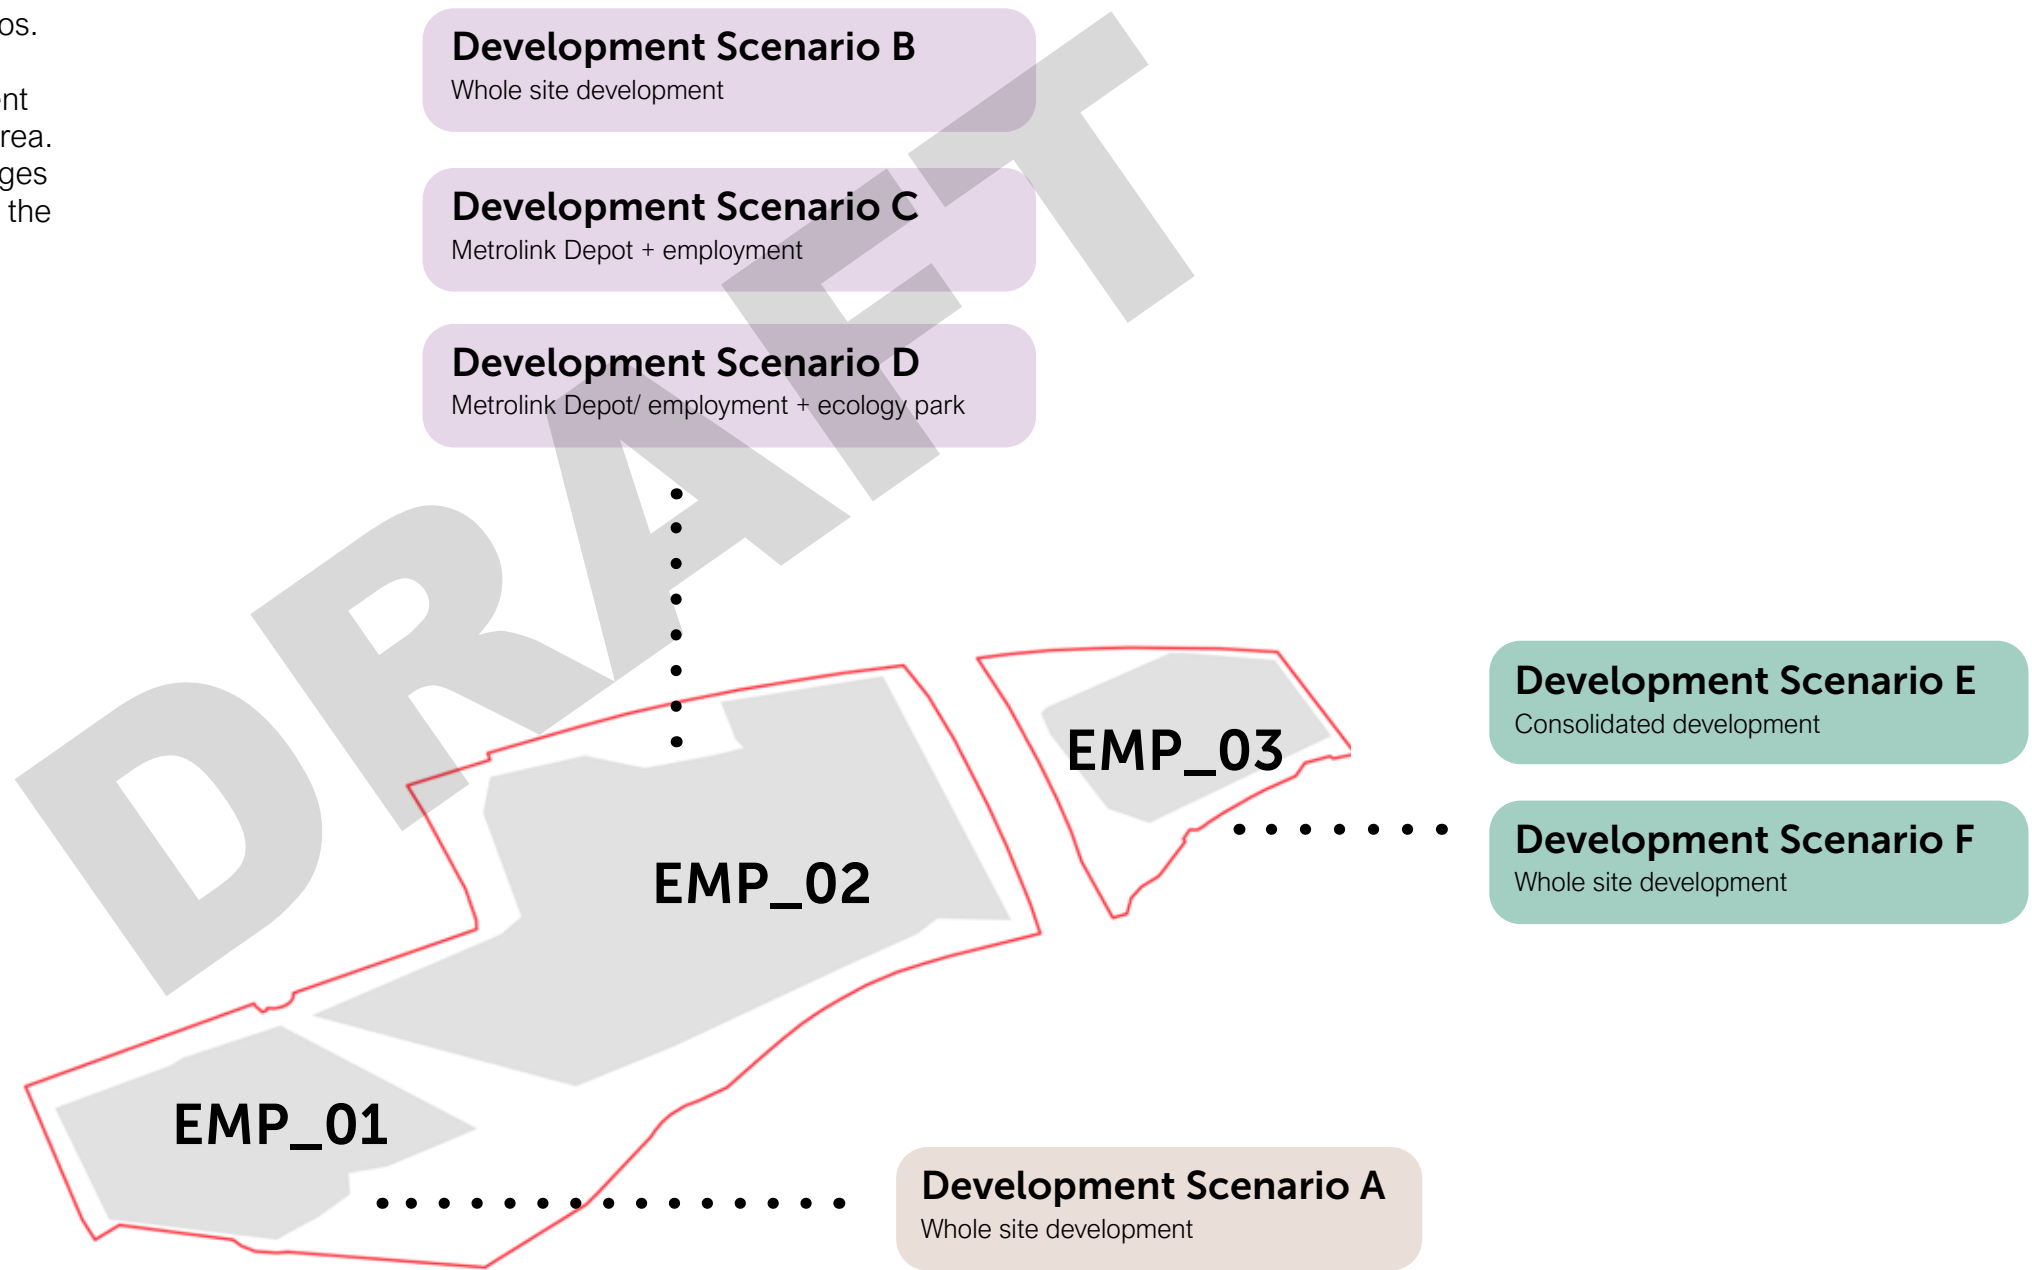 os.
ent
rea.
ges
the
Development Scenario B
Whole site development
Development Scenario C
Metrolink Depot + employment
Development Scenario D
Metrolink Depot/ employment + ecology park
DRAFT
EMP_03
Development Scenario E
Consolidated development
Development Scenario F
Whole site development
EMP_02
EMP_01
Development Scenario A
Whole site development